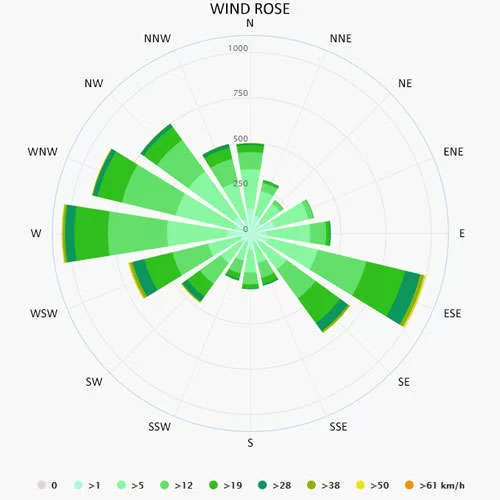 WIND ROSE
N
NNW
NNE
1000
NW
NE
750
500
WNW
ENE
250
0
W
E
WSW
ESE
SW
SE
SSW
SSE
S
0 >1 >5 >12 >19 >28 >38 >50 >61 km/h